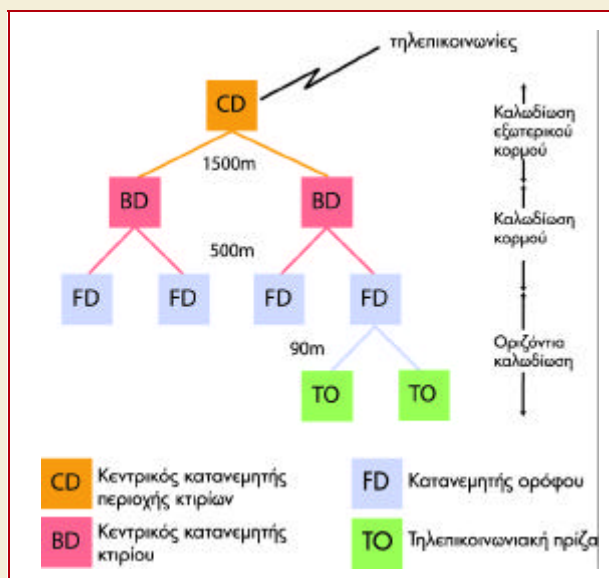 τηλεπικοινωνίες
CD
Καλωδίωση
εξωτερικού
κορμού
1500m
BD
BD
Καλωδίωση
κορμού
500m
FD
FD
FD
FD
90m
Οριζόντια
καλωδίωση
TO
TO
CD
Κεντρικός κατανεμητής
περιοχής κτιρίων
FD
Κατανεμητής ορόφου
BD
Κεντρικός κατανεμητής
κτιρίου
TO
Τηλεπικοινωνιακή πρίζα